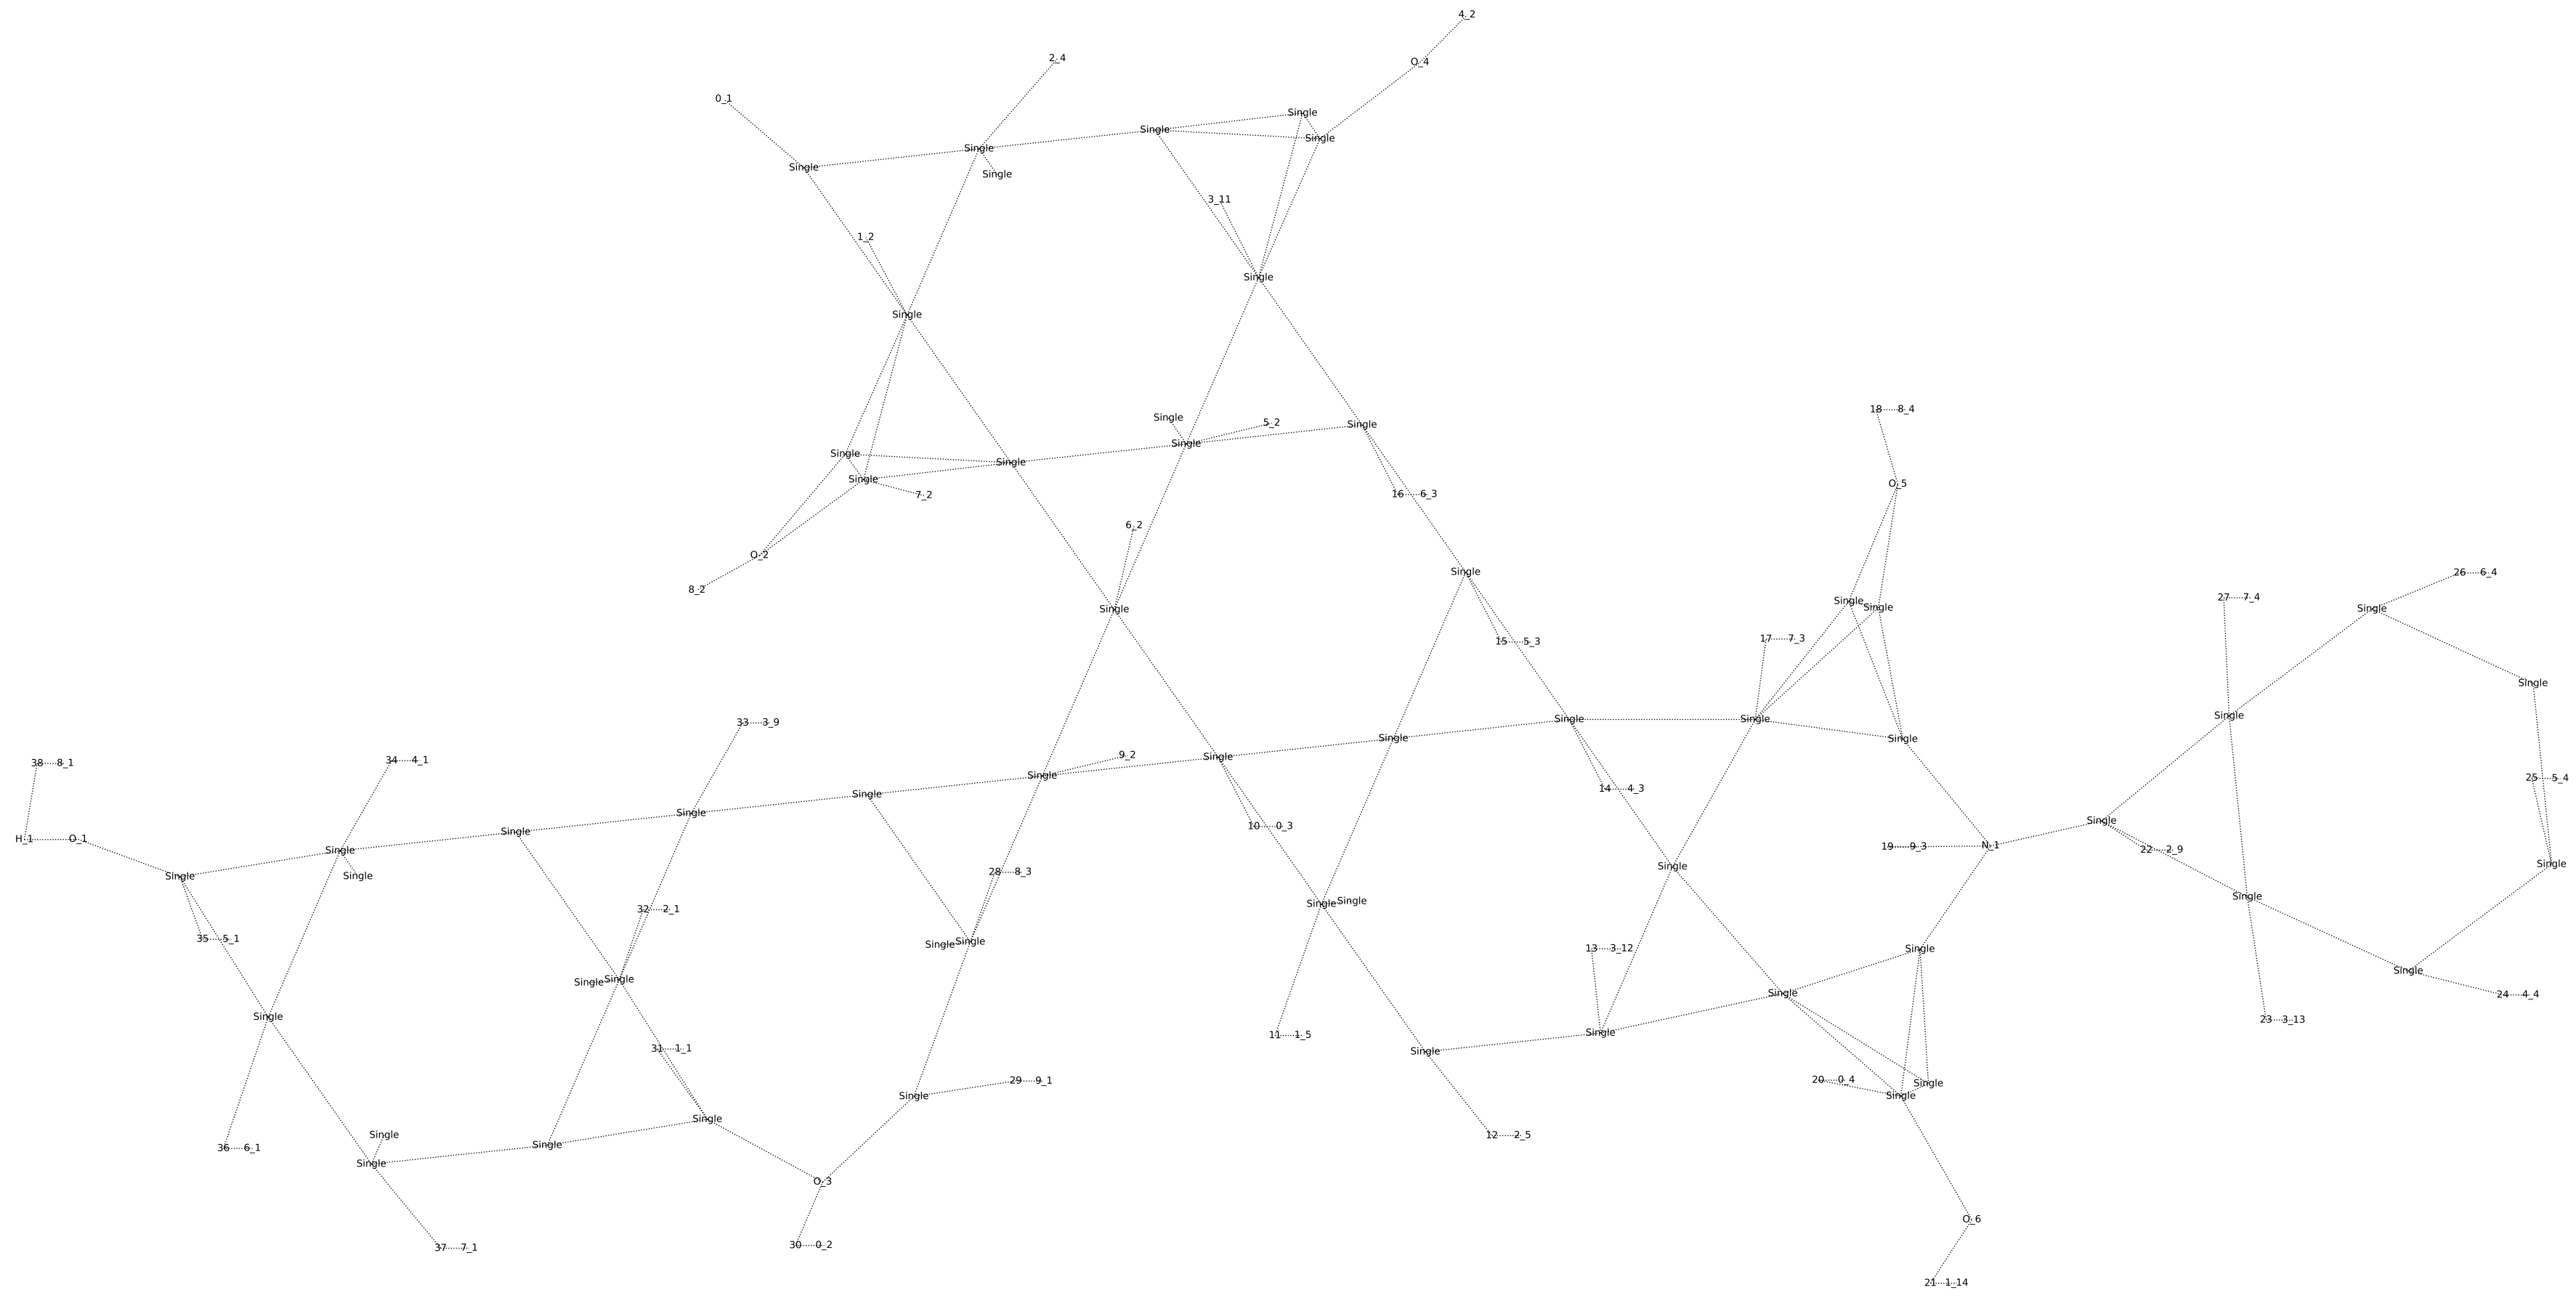 4_2
2_4
O_4
0_1
Single
Single
Single
Single
Single
Single
3_11
1_2
Single
Single
18 8_4
Single
5_2
Single
Single
Single
Single
Single
O_5
7_2
16 6_3
6_2
O_2
Single
26 6_4
8_2
27 7_4
Single
Single
Single
Single
17 7_3
15 5_3
Single
Single
33 3_9
Single
Single
Single
Single
Single
9_2
34 4_1
38 8_1
Single
25 5_4
14 4_3
Single
Single
Single
10 0_3
Single
H_1 O_1
19 9_3
N_1
22 2_9
Single
Single
Single
Single
28 8_3
Single
Single
Single Single
32 2_1
35 5_1
Single Single
13 3_12
Single
Single
Single Single
Single
24 4_4
Single
23 3_13
Single
11 1_5
31 1_1
Single
29 9_1
20 0_4
Single
Single
Single
Single
Single
12 2_5
Single
36 6_1
Single
O_3
O_6
30 0_2
37 7_1
21 1_14